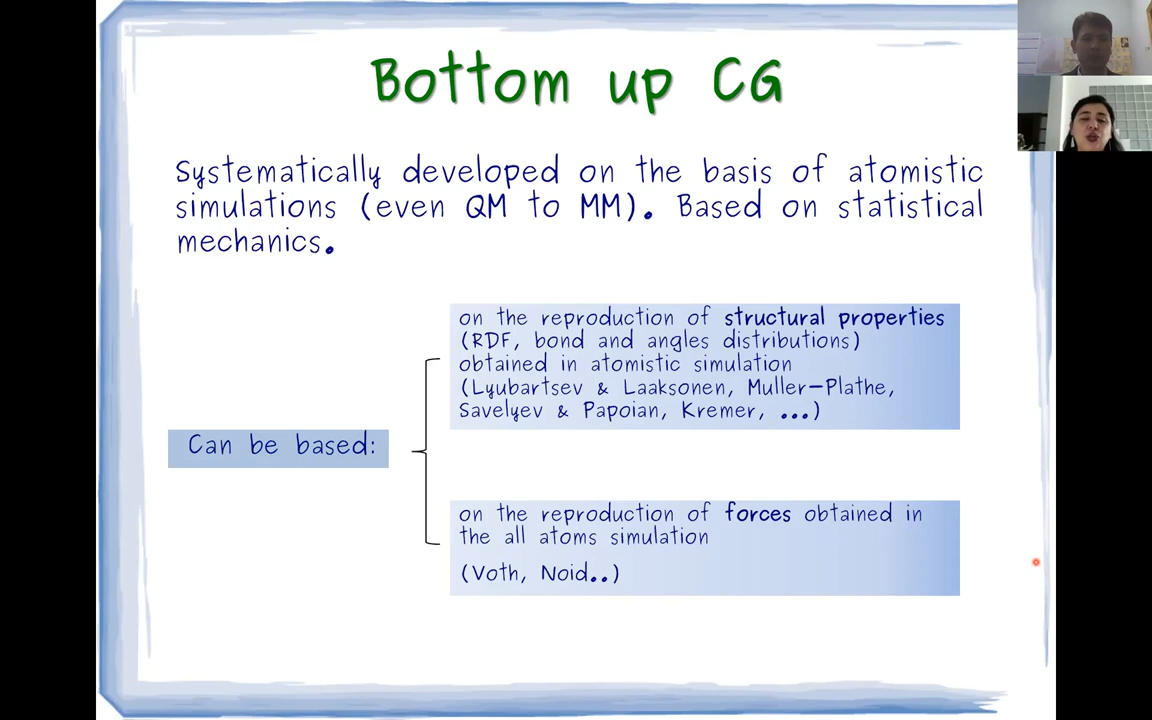 Bottom up CG
Systematically developed on the basis of atomistic
simulations (even QM to MM). Based on statistical
mechanics.
on the reproduction of structural properties
(RDF, bond and angles distributions)
obtained in atomistic simulation
(Lyubartsev & Laaksonen, Muller-Plathe,
Savelyev & Papoian, Kremer, ...)
Can be based:
on the reproduction of forces obtained in
the all atoms simulation
(Voth, Noid..)